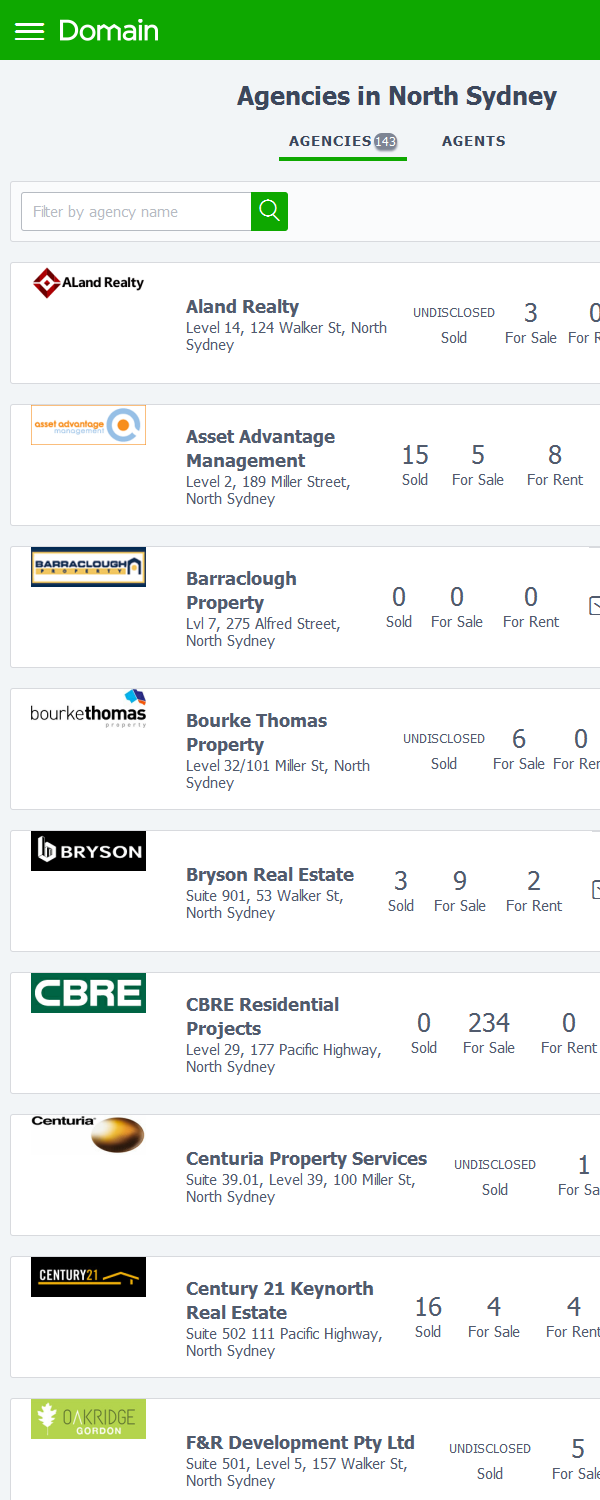 Domain
Agencies in North Sydney
AGENCIES 143 AGENTS
Filter by agency name
ALand Realty
Aland Realty
Level 14, 124 Walker St, North
Sydney
UNDISCLOSED 3 0
Sold For Sale For R
asset advantage
management
Asset Advantage
Management
Level 2, 189 Miller Street,
North Sydney
15 5 8
Sold For Sale For Rent
BARRACLOUGH
PROPERTY
Barraclough
Property
Lvl 7, 275 Alfred Street,
North Sydney
0 0 0
Sold For Sale For Rent
bourkethomas
property
Bourke Thomas
Property
Level 32/101 Miller St, North
Sydney
UNDISCLOSED 6 0
Sold For Sale For Ren
BRYSON
Bryson Real Estate
Suite 901, 53 Walker St,
North Sydney
3 9 2
Sold For Sale For Rent
CBRE
CBRE Residential
Projects
Level 29, 177 Pacific Highway,
North Sydney
0 234 0
Sold For Sale For Rent
Centuria
Centuria Property Services
Suite 39.01, Level 39, 100 Miller St,
North Sydney
UNDISCLOSED 1
Sold For Sa
CENTURY21
Century 21 Keynorth
Real Estate
Suite 502 111 Pacific Highway,
North Sydney
16 4 4
Sold For Sale For Rent
OAKRIDGE
GORDON
F&R Development Pty Ltd
Suite 501, Level 5, 157 Walker St,
North Sydney
UNDISCLOSED 5
Sold For Sale